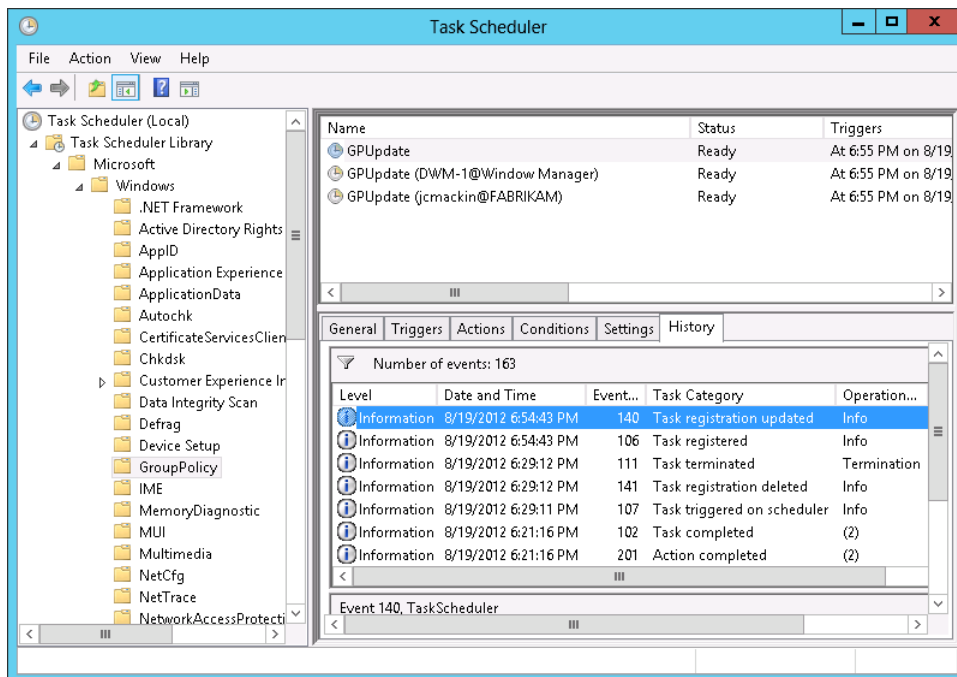 Task Scheduler
File Action View Help
Task Scheduler (Local)
Task Scheduler Library
Microsoft
Windows
.NET Framework
Active Directory Rights
AppID
Application Experience
ApplicationData
Autochk
CertificateServicesClien
Chkdsk
Customer Experience Ir
Data Integrity Scan
Defrag
Device Setup
GroupPolicy
IME
MemoryDiagnostic
MUI
Multimedia
NetCfg
NetTrace
NetworkAccessProtecti
Name Status Triggers
GPUpdate Ready At 6:55 PM on 8/19
GPUpdate (DWM-1@Window Manager) Ready At 6:55 PM on 8/19
GPUpdate (jcmackin@FABRIKAM) Ready At 6:55 PM on 8/19
General Triggers Actions Conditions Settings History
Number of events: 163
Level Date and Time Event... Task Category Operation...
Information 8/19/2012 6:54:43 PM 140 Task registration updated Info
Information 8/19/2012 6:54:43 PM 106 Task registered Info
Information 8/19/2012 6:29:12 PM 111 Task terminated Termination
Information 8/19/2012 6:29:12 PM 141 Task registration deleted Info
Information 8/19/2012 6:29:11 PM 107 Task triggered on scheduler Info
Information 8/19/2012 6:21:16 PM 102 Task completed (2)
Information 8/19/2012 6:21:16 PM 201 Action completed (2)
Event 140, TaskScheduler